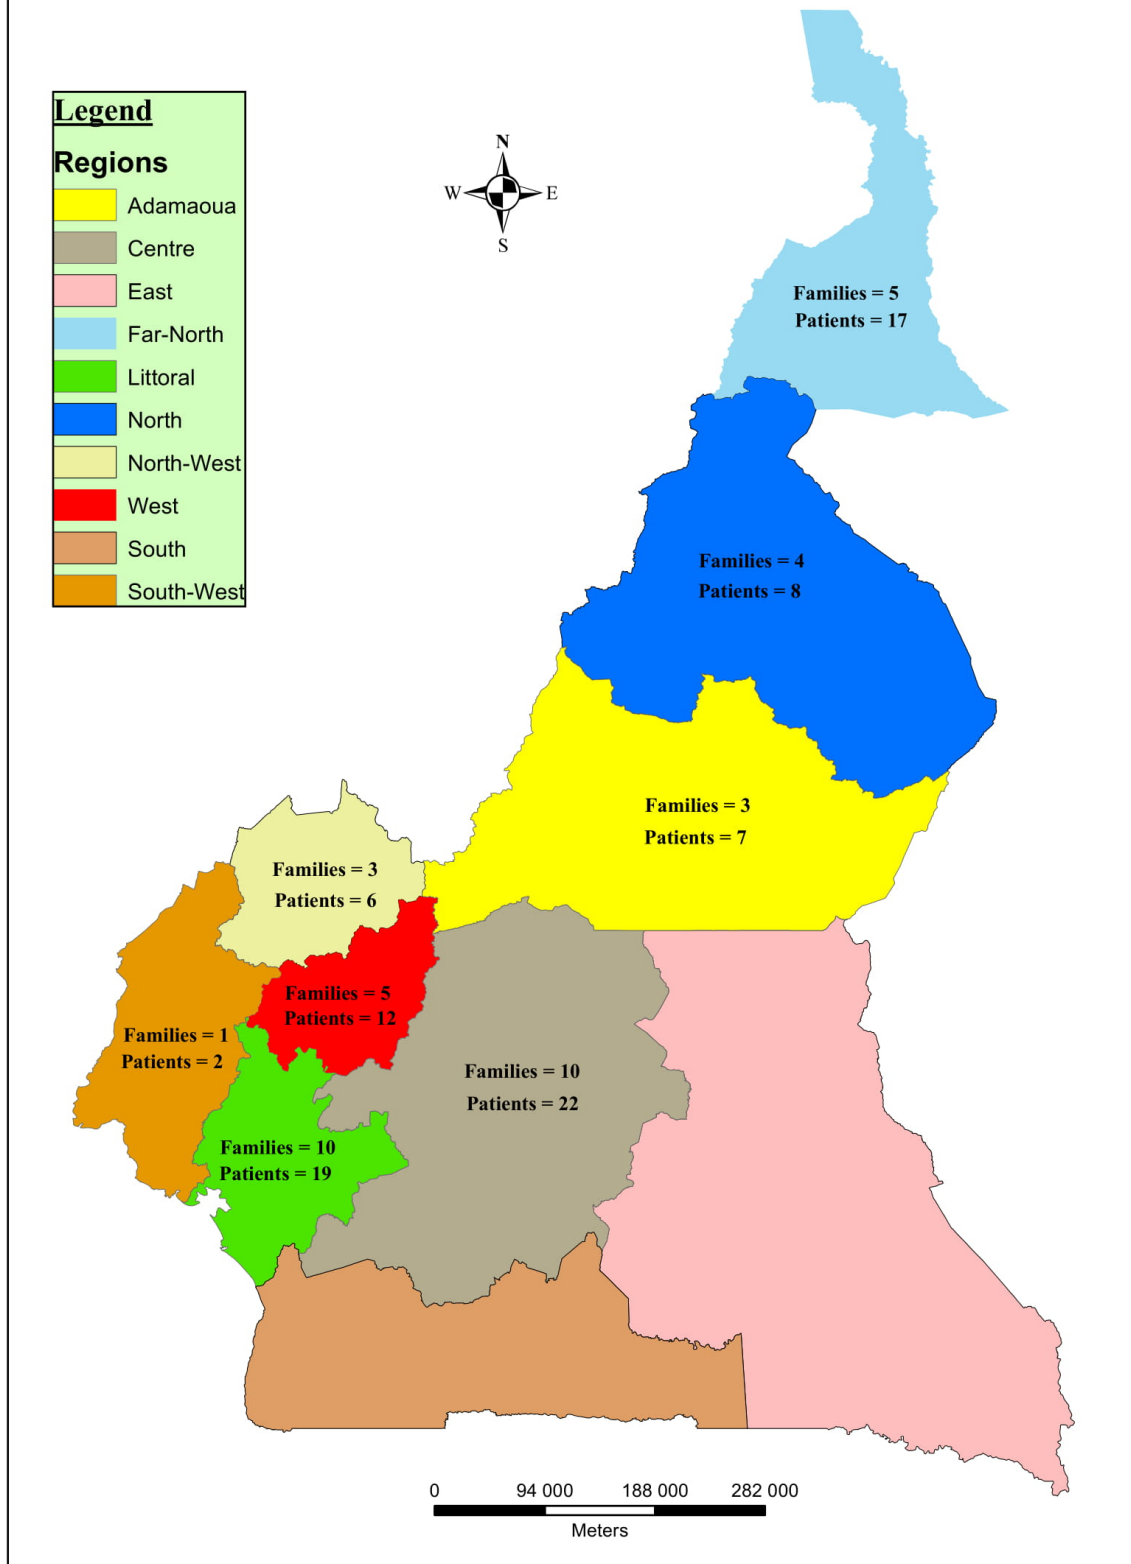 Legend
Regions
Adamaoua
Centre
East
Far-North
Littoral
North
North-West
West
South
South-West
N
W
E
S
Families = 5
Patients = 17
Families = 4
Patients = 8
Families = 3
Patients = 7
Families = 3
Patients = 6
Families = 5
Patients = 12
Families = 1
Patients = 2
Families = 10
Patients = 22
Families = 10
Patients = 19
0 94 000 188 000 282 000
Meters